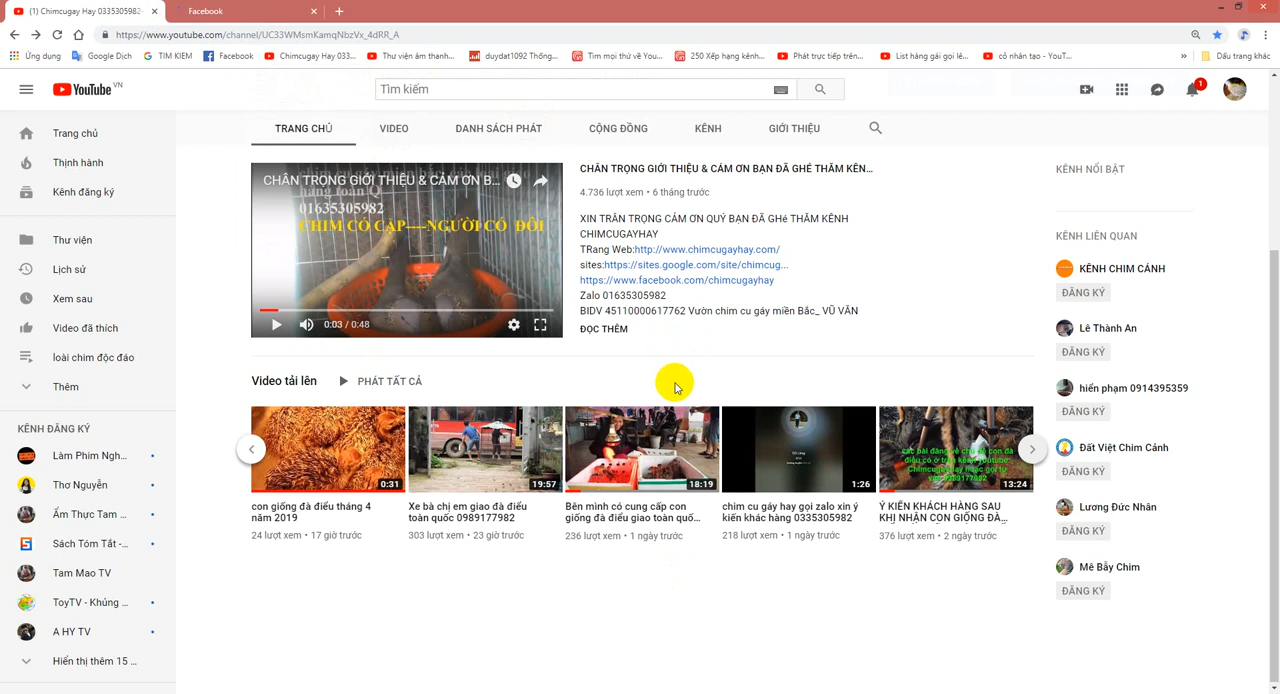 (1) Chimcugay Hay 0335305982
Facebook
https://www.youtube.com/channel/UC33WMsmKamqNbzVx_4dRR_A
Ứng dụng
Google Dịch
TIM KIEM
Facebook
Chimcugay Hay 033...
Thư viện âm thanh...
duydat1092 Thống...
Tìm mọi thứ về You...
250 Xếp hạng kênh...
Phát trực tiếp trên...
List hàng gại gọi lê...
cỏ nhân tạo - YouT...
»
Dấu trang khác
YouTube VN
Tìm kiếm
1
TRANG CHỦ
VIDEO
DANH SÁCH PHÁT
CỘNG ĐỒNG
KÊNH
GIỚI THIỆU
Trang chủ
Thịnh hành
Kênh đăng ký
Thư viện
Lịch sử
Xem sau
Video đã thích
loài chim độc đáo
Thêm
KÊNH ĐĂNG KÝ
Làm Phim Ngh...
Thơ Nguyễn
Ẩm Thực Tam ...
Sách Tóm Tắt -...
Tam Mao TV
ToyTV - Khủng ...
A HY TV
Hiển thị thêm 15 ...
CHÂN TRỌNG GIỚI THIỆU & CẢM ƠN B...
hàng toàn Q
01635305982
CHIM CÓ CẶP----NGƯỜI CÓ ĐÔI
0:03 / 0:48
CHÂN TRỌNG GIỚI THIỆU & CẢM ƠN BẠN ĐÃ GHÉ THĂM KÊN...
4.736 lượt xem • 6 tháng trước
XIN TRÂN TRỌNG CẢM ƠN QUÝ BẠN ĐÃ GHé THĂM KÊNH
CHIMCUGAYHAY
TRang Web:http://www.chimcugayhay.com/
sites:https://sites.google.com/site/chimcug...
https://www.facebook.com/chimcugayhay
Zalo 01635305982
BIDV 45110000617762 Vườn chim cu gáy miền Bắc_ VŨ VĂN
ĐỌC THÊM
Video tải lên
PHÁT TẤT CẢ
0:31
con giống đà điểu tháng 4
năm 2019
24 lượt xem • 17 giờ trước
19:57
Xe bà chị em giao đà điểu
toàn quốc 0989177982
303 lượt xem • 23 giờ trước
18:19
Bên mình có cung cấp con
giống đà điểu giao toàn quố...
236 lượt xem • 1 ngày trước
1:26
chim cu gáy hay gọi zalo xin ý
kiến khác hàng 0335305982
218 lượt xem • 1 ngày trước
13:24
Ý KIẾN KHÁCH HÀNG SAU
KHI NHẬN CON GIỐNG ĐÀ...
376 lượt xem • 2 ngày trước
KÊNH NỔI BẬT
KÊNH LIÊN QUAN
KÊNH CHIM CẢNH
ĐĂNG KÝ
Lê Thành An
ĐĂNG KÝ
hiển phạm 0914395359
ĐĂNG KÝ
Đất Việt Chim Cảnh
ĐĂNG KÝ
Lương Đức Nhân
ĐĂNG KÝ
Mê Bẫy Chim
ĐĂNG KÝ